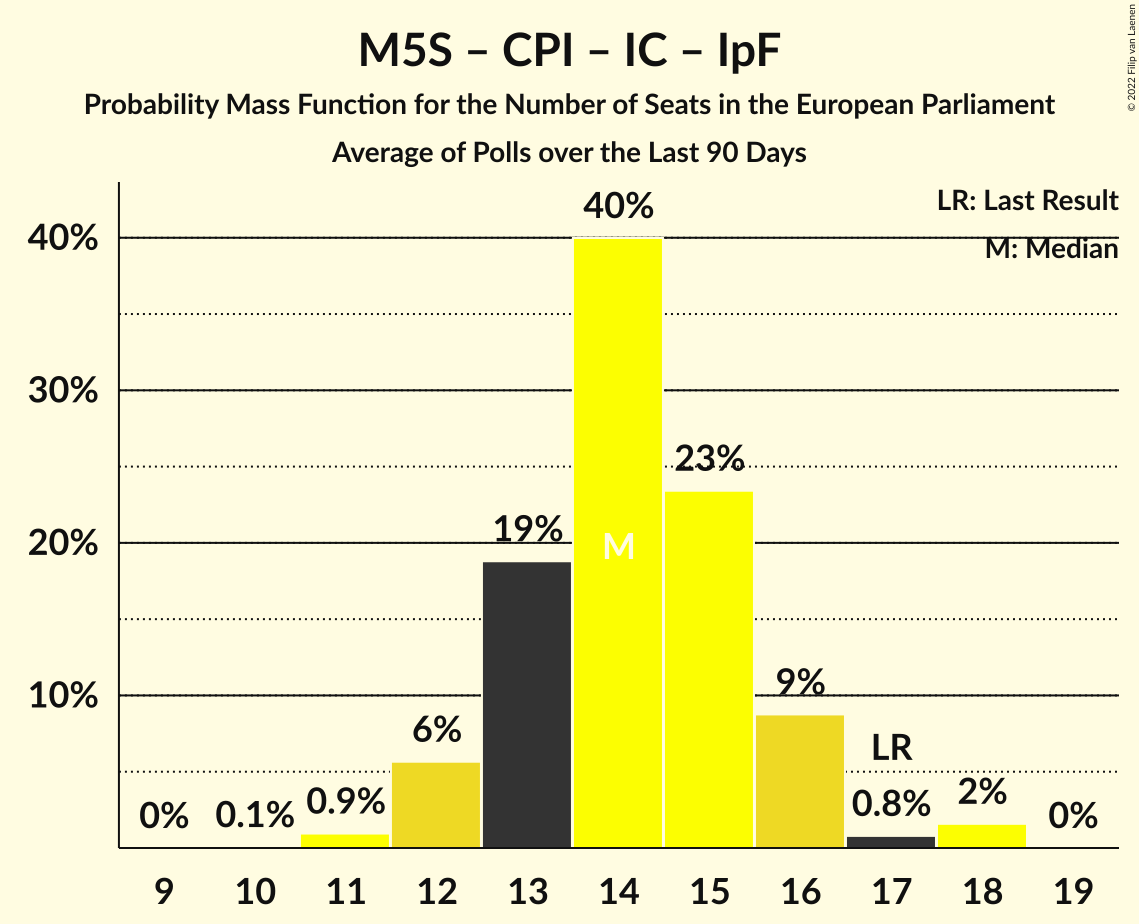 M5S – CPI – IC – IpF
Probability Mass Function for the Number of Seats in the European Parliament
Average of Polls over the Last 90 Days
© 2022 Filip van Laenen
LR: Last Result
M: Median
40%
30%
20%
10%
0%
0.1%
0.9%
6%
19%
40%
M
23%
9%
LR
0.8%
2%
0%
9 10 11 12 13 14 15 16 17 18 19